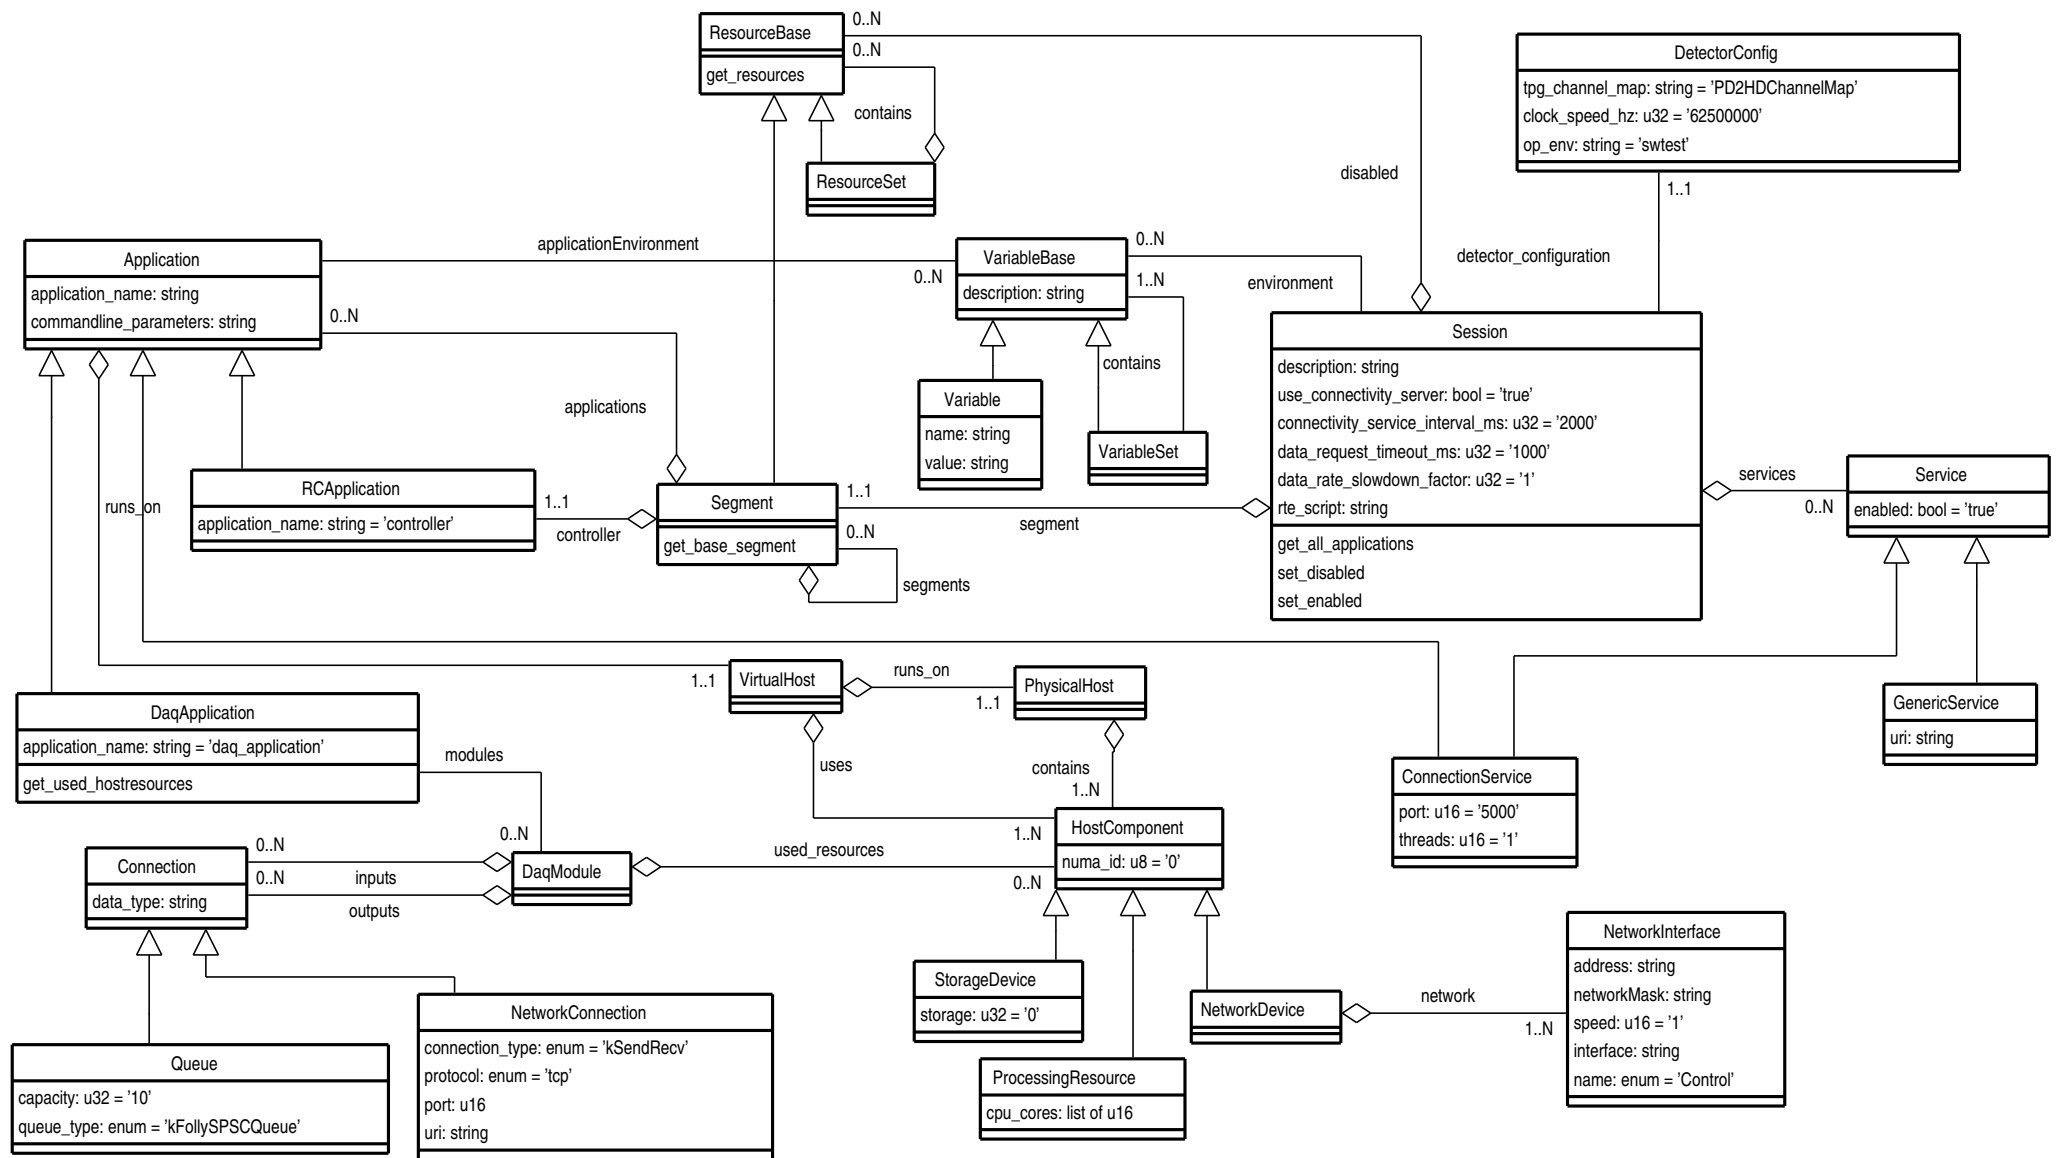 ResourceBase
get_resources
0..N
0..N
contains
ResourceSet
disabled
DetectorConfig
tpg_channel_map: string = 'PD2HDChannelMap'
clock_speed_hz: u32 = '62500000'
op_env: string = 'swtest'
1..1
detector_configuration
Application
application_name: string
commandline_parameters: string
applicationEnvironment
0..N
0..N
VariableBase
description: string
0..N
1..N
environment
contains
Variable
name: string
value: string
VariableSet
Session
description: string
use_connectivity_server: bool = 'true'
connectivity_service_interval_ms: u32 = '2000'
data_request_timeout_ms: u32 = '1000'
data_rate_slowdown_factor: u32 = '1'
rte_script: string
get_all_applications
set_disabled
set_enabled
services
0..N
Service
enabled: bool = 'true'
applications
runs_on
RCApplication
application_name: string = 'controller'
1..1
controller
Segment
get_base_segment
1..1
segment
0..N
segments
1..1
VirtualHost
runs_on
1..1
PhysicalHost
GenericService
uri: string
DaqApplication
application_name: string = 'daq_application'
get_used_hostresources
modules
0..N
uses
1..N
contains
1..N
ConnectionService
port: u16 = '5000'
threads: u16 = '1'
HostComponent
numa_id: u8 = '0'
Connection
data_type: string
0..N
inputs
0..N
outputs
DaqModule
used_resources
0..N
StorageDevice
storage: u32 = '0'
NetworkDevice
network
1..N
NetworkInterface
address: string
networkMask: string
speed: u16 = '1'
interface: string
name: enum = 'Control'
ProcessingResource
cpu_cores: list of u16
Queue
capacity: u32 = '10'
queue_type: enum = 'kFollySPSCQueue'
NetworkConnection
connection_type: enum = 'kSendRecv'
protocol: enum = 'tcp'
port: u16
uri: string